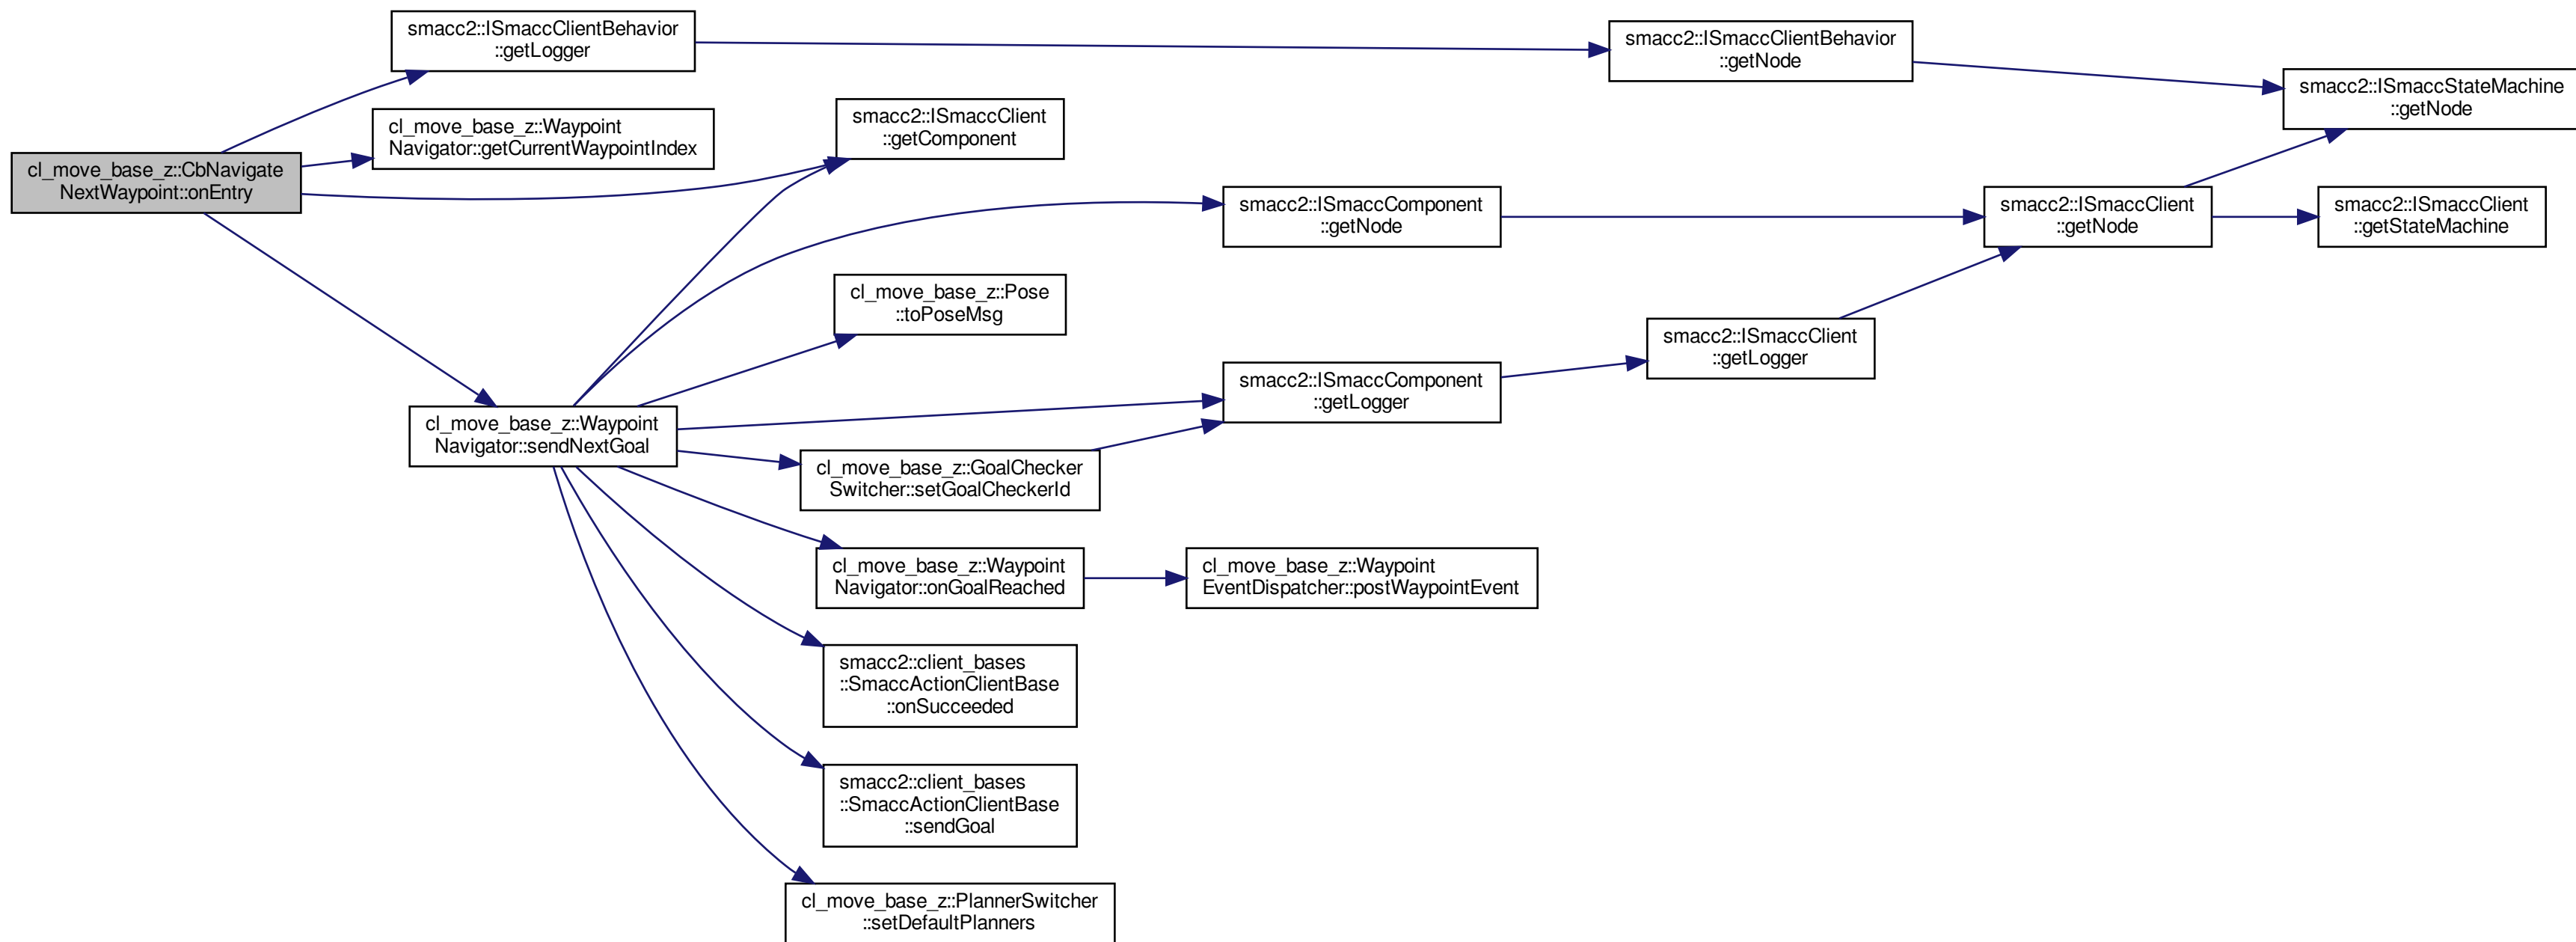 smacc2::ISmaccClientBehavior
::getLogger
smacc2::ISmaccClientBehavior
::getNode
smacc2::ISmaccStateMachine
::getNode
cl_move_base_z::Waypoint
Navigator::getCurrentWaypointIndex
smacc2::ISmaccClient
::getComponent
cl_move_base_z::CbNavigate
NextWaypoint::onEntry
smacc2::ISmaccComponent
::getNode
smacc2::ISmaccClient
::getNode
smacc2::ISmaccClient
::getStateMachine
cl_move_base_z::Pose
::toPoseMsg
smacc2::ISmaccClient
::getLogger
smacc2::ISmaccComponent
::getLogger
cl_move_base_z::Waypoint
Navigator::sendNextGoal
cl_move_base_z::GoalChecker
Switcher::setGoalCheckerId
cl_move_base_z::Waypoint
Navigator::onGoalReached
cl_move_base_z::Waypoint
EventDispatcher::postWaypointEvent
smacc2::client_bases
::SmaccActionClientBase
::onSucceeded
smacc2::client_bases
::SmaccActionClientBase
::sendGoal
cl_move_base_z::PlannerSwitcher
::setDefaultPlanners